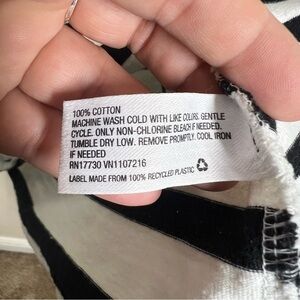 100% COTTON
MACHINE WASH COLD WITH LIKE COLORS. GENTLE
CYCLE. ONLY NON-CHLORINE BLEACH IF NEEDED.
TUMBLE DRY LOW. REMOVE PROMPTLY. COOL IRON
IF NEEDED
RN17730 VN1107216
LABEL MADE FROM 100% RECYCLED PLASTIC